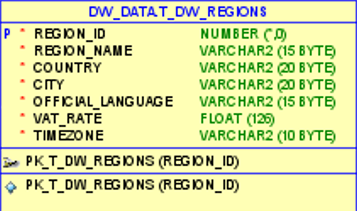 DW_DATA.T_DW_REGIONS
P * REGION_ID NUMBER (*,0)
* REGION_NAME VARCHAR2 (15 BYTE)
* COUNTRY VARCHAR2 (20 BYTE)
* CITY VARCHAR2 (20 BYTE)
* OFFICIAL_LANGUAGE VARCHAR2 (15 BYTE)
* VAT_RATE FLOAT (126)
* TIMEZONE VARCHAR2 (10 BYTE)
PK_T_DW_REGIONS (REGION_ID)
PK_T_DW_REGIONS (REGION_ID)